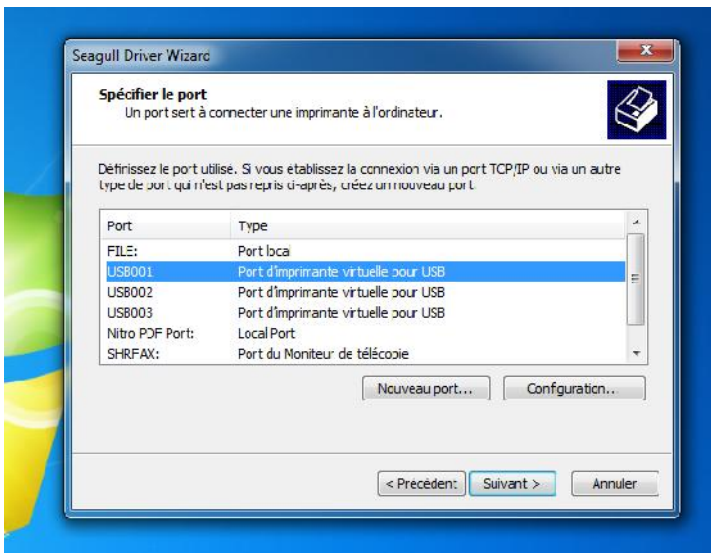 Seagull Driver Wizard
Spécifier le port
Un port sert à connecter une imprimante à l'ordinateur.
Définissez le port utilisé. Si vous établissez la connexion via un port TCP/IP ou via un autre
type de port qui n'est pas repris ci-après, créez un nouveau port.
Port Type
FILE: Port local
USB001 Port d'imprimante virtuelle pour USB
USB002 Port d'imprimante virtuelle pour USB
USB003 Port d'imprimante virtuelle pour USB
Nitro PDF Port: Local Port
SHRFAX: Port du Moniteur de télécopie
Nouveau port... Configuration...
< Précédent Suivant > Annuler